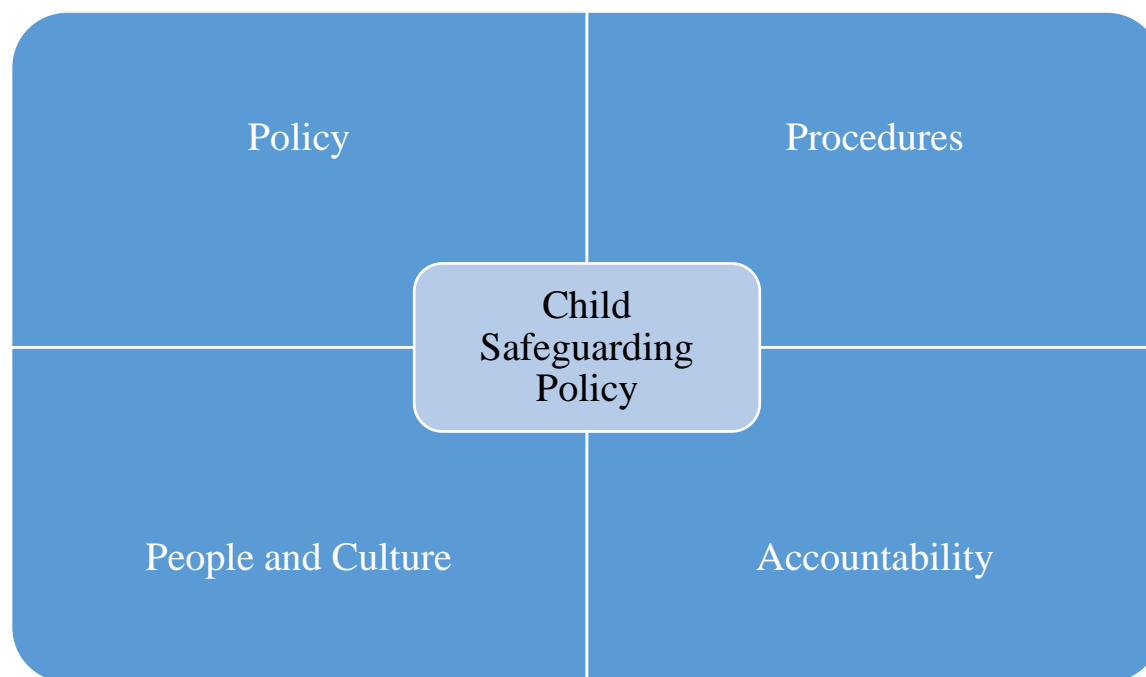 Policy
Procedures
Child
Safeguarding
Policy
People and Culture
Accountability